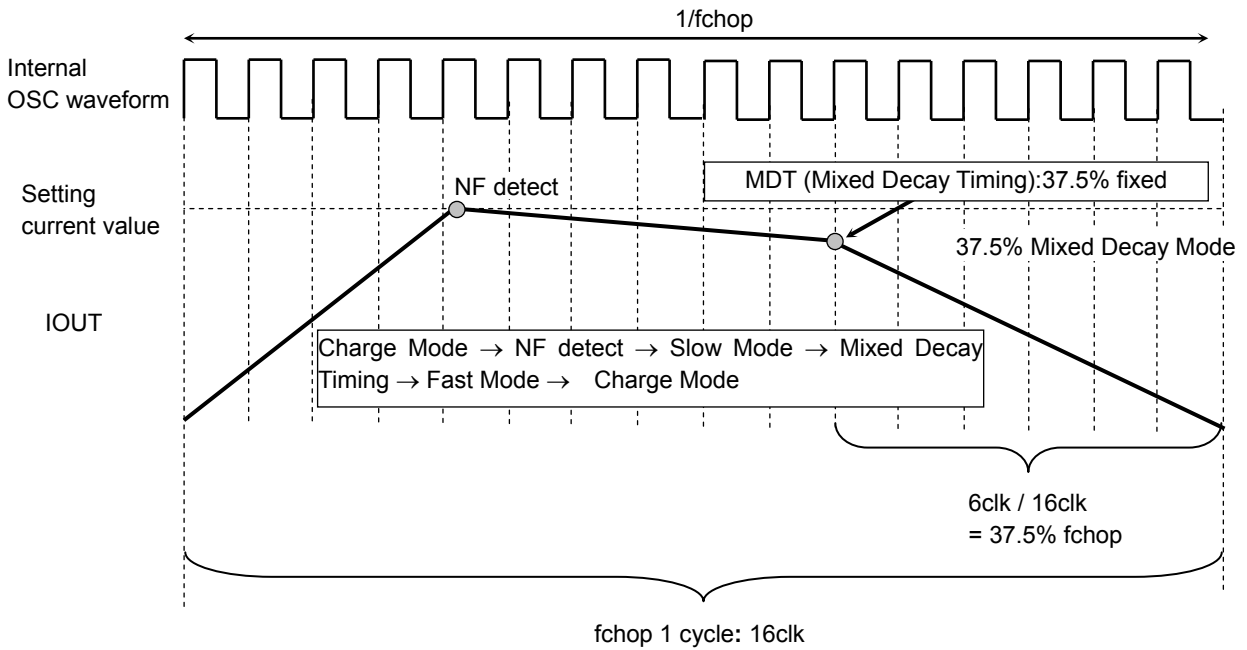 1/fchop
Internal
OSC waveform
Setting
current value
NF detect
MDT (Mixed Decay Timing):37.5% fixed
37.5% Mixed Decay Mode
IOUT
Charge Mode → NF detect → Slow Mode → Mixed Decay
Timing → Fast Mode → Charge Mode
6clk / 16clk
= 37.5% fchop
fchop 1 cycle: 16clk